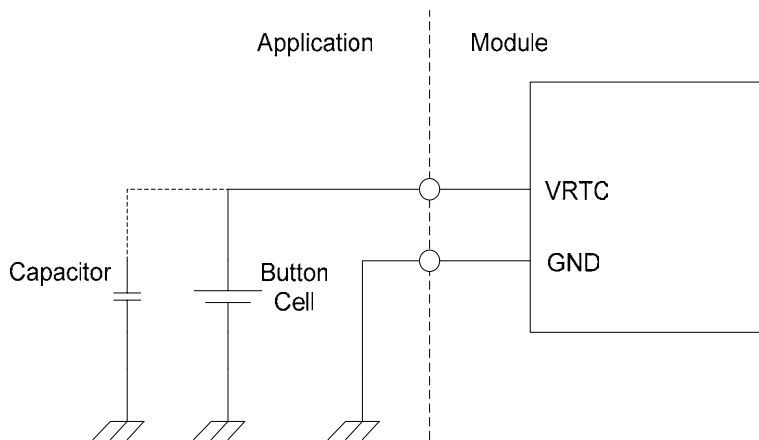 Application
Module
VRTC
GND
Capacitor
Button
Cell